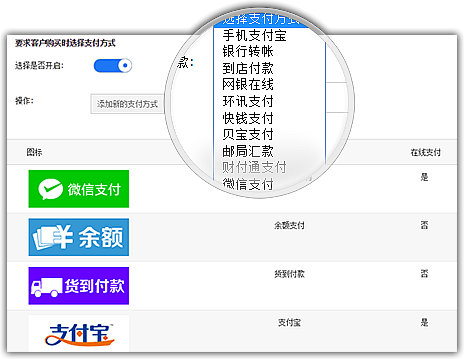 要求客户购买时选择支付方式
选择是否开启:
操作:
添加新的支付方式
款:
选择支付方式
手机支付宝
银行转帐
到店付款
网银在线
环讯支付
快钱支付
贝宝支付
邮局汇款
财付通支付
微信支付
图标
在线支付
微信支付
是
余额
余额支付
否
货到付款
货到付款
否
支付宝
支付宝
是